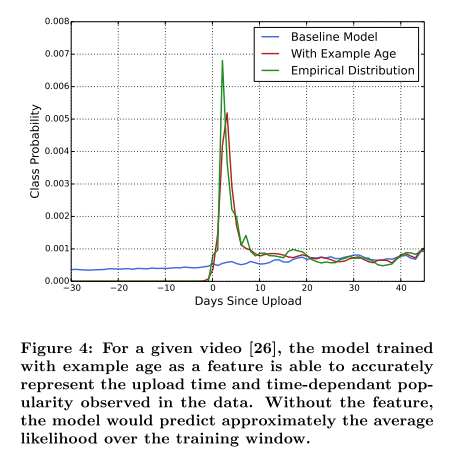 0.008
0.007
0.006
0.005
0.004
0.003
0.002
0.001
0.000
Class Probability
Baseline Model
With Example Age
Empirical Distribution
−30 −20 −10 0 10 20 30 40
Days Since Upload
Figure 4: For a given video [26], the model trained
with example age as a feature is able to accurately
represent the upload time and time-dependant pop-
ularity observed in the data. Without the feature,
the model would predict approximately the average
likelihood over the training window.